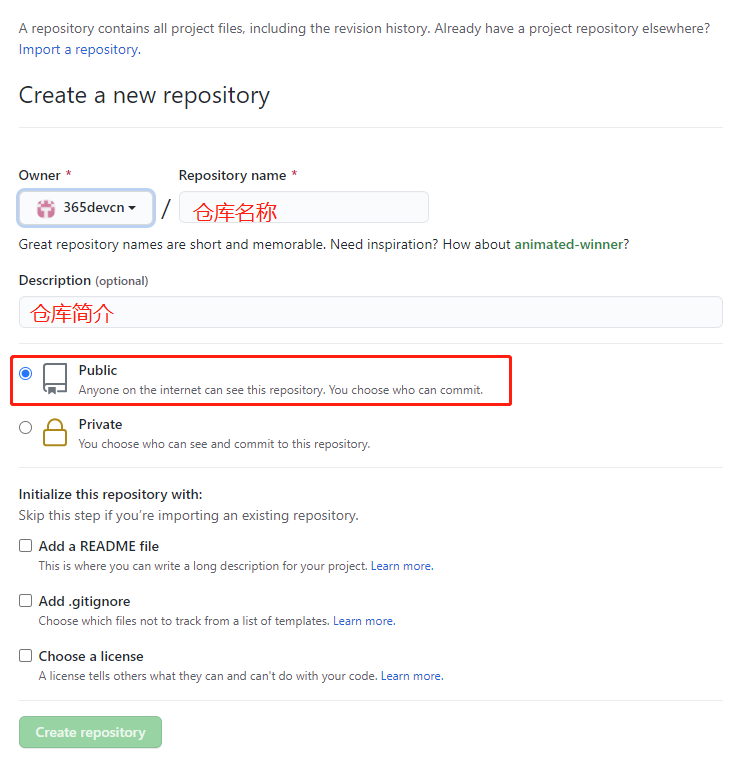 A repository contains all project files, including the revision history. Already have a project repository elsewhere?
Import a repository.
Create a new repository
Owner *
Repository name *
365devcn
/
仓库名称
Great repository names are short and memorable. Need inspiration? How about animated-winner?
Description (optional)
仓库简介
Public
Anyone on the internet can see this repository. You choose who can commit.
Private
You choose who can see and commit to this repository.
Initialize this repository with:
Skip this step if you’re importing an existing repository.
Add a README file
This is where you can write a long description for your project. Learn more.
Add .gitignore
Choose which files not to track from a list of templates. Learn more.
Choose a license
A license tells others what they can and can't do with your code. Learn more.
Create repository